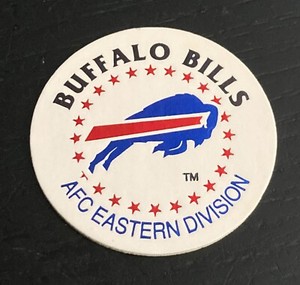 BUFFALO BILLS
TM
AFC EASTERN DIVISION